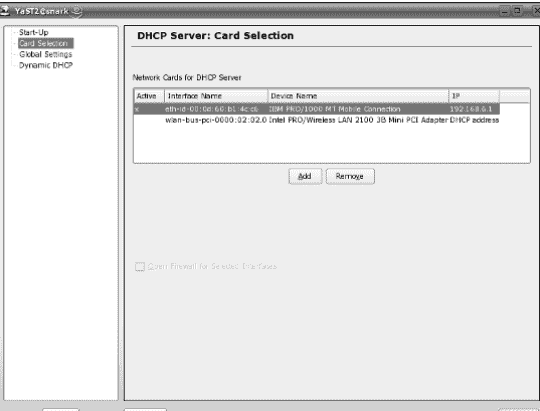 YaST2@snark
Start-Up
Card Selection
Global Settings
Dynamic DHCP
DHCP Server: Card Selection
Network Cards for DHCP Server
Active Interface Name Device Name IP
x eth-id-00:0d:60:b1:4c:c6 IBM PRO/1000 MT Mobile Connection 192.168.6.1
wlan-bus-pci-0000:02:02.0 Intel PRO/Wireless LAN 2100 3B Mini PCI Adapter DHCP address
Add Remove
Open Firewall for Selected Interfaces